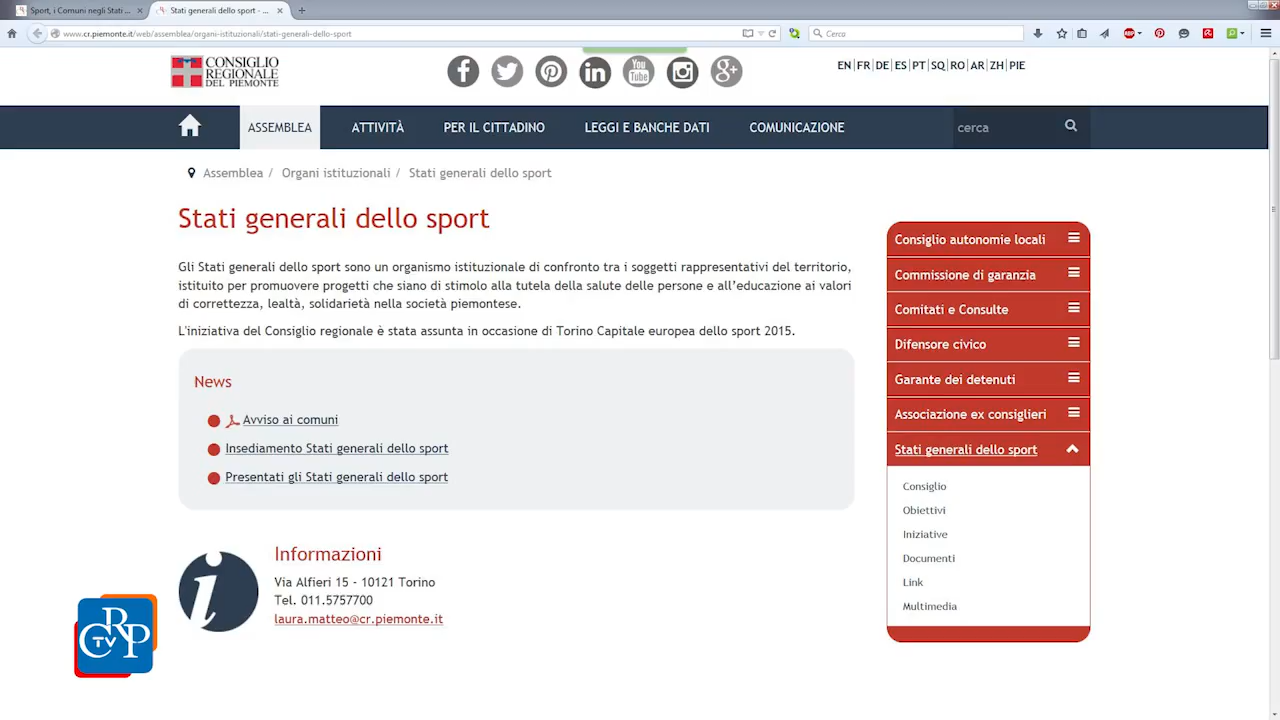 Sport, i Comuni negli Stati ...
Stati generali dello sport - ...
www.cr.piemonte.it/web/assemblea/organi-istituzionali/stati-generali-dello-sport
Cerca
CONSIGLIO
REGIONALE
DEL PIEMONTE
You
Tube
EN FR DE ES PT SQ RO AR ZH PIE
ASSEMBLEA ATTIVITÀ PER IL CITTADINO LEGGI E BANCHE DATI COMUNICAZIONE cerca
Assemblea / Organi istituzionali / Stati generali dello sport
Stati generali dello sport
Gli Stati generali dello sport sono un organismo istituzionale di confronto tra i soggetti rappresentativi del territorio,
istituito per promuovere progetti che siano di stimolo alla tutela della salute delle persone e all'educazione ai valori
di correttezza, lealtà, solidarietà nella società piemontese.
L'iniziativa del Consiglio regionale è stata assunta in occasione di Torino Capitale europea dello sport 2015.
News
Avviso ai comuni
Insediamento Stati generali dello sport
Presentati gli Stati generali dello sport
Informazioni
Via Alfieri 15 - 10121 Torino
Tel. 011.5757700
laura.matteo@cr.piemonte.it
Consiglio autonomie locali
Commissione di garanzia
Comitati e Consulte
Difensore civico
Garante dei detenuti
Associazione ex consiglieri
Stati generali dello sport
Consiglio
Obiettivi
Iniziative
Documenti
Link
Multimedia
CRP
TV